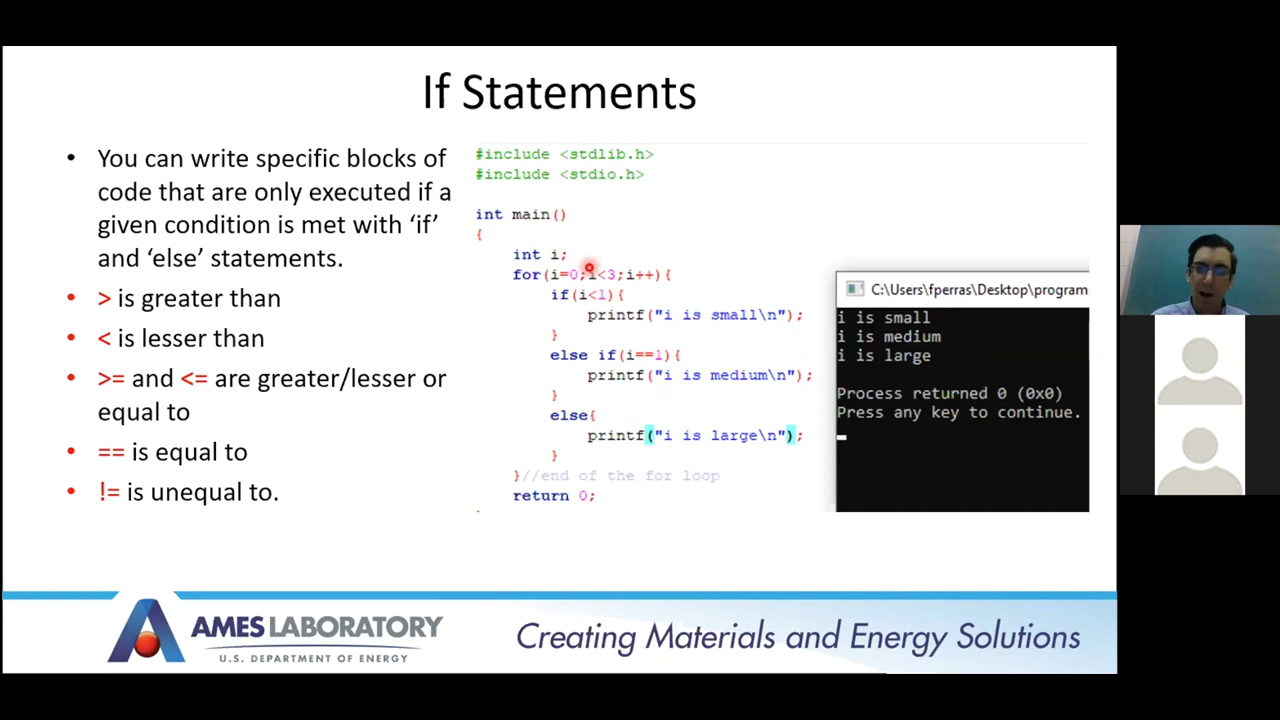 If Statements
• You can write specific blocks of
code that are only executed if a
given condition is met with ‘if’
and ‘else’ statements.
• > is greater than
• < is lesser than
• >= and <= are greater/lesser or
equal to
• == is equal to
• != is unequal to.
#include <stdlib.h>
#include <stdio.h>
int main()
{
int i;
for(i=0;i<3;i++){
if(i<1){
printf("i is small\n");
}
else if(i==1){
printf("i is medium\n");
}
else{
printf("i is large\n");
}
}//end of the for loop
return 0;
C:\Users\fperras\Desktop\program
i is small
i is medium
i is large
Process returned 0 (0x0)
Press any key to continue.
AMES LABORATORY
U.S. DEPARTMENT OF ENERGY
Creating Materials and Energy Solutions